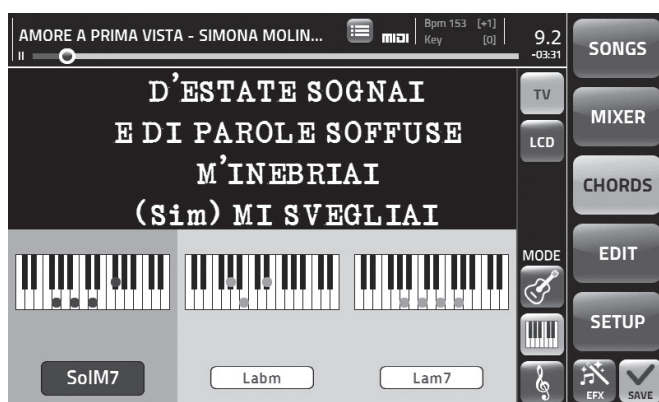 AMORE A PRIMA VISTA - SIMONA MOLIN...
MIDI
Bpm 153 [+1]
Key [0]
9.2
-03:31
D'ESTATE SOGNAI
E DI PAROLE SOFFUSE
M'INEBRIAI
(Sim) MI SVEGLIAI
TV
LCD
MODE
SolM7
Labm
Lam7
SONGS
MIXER
CHORDS
EDIT
SETUP
EFX
SAVE